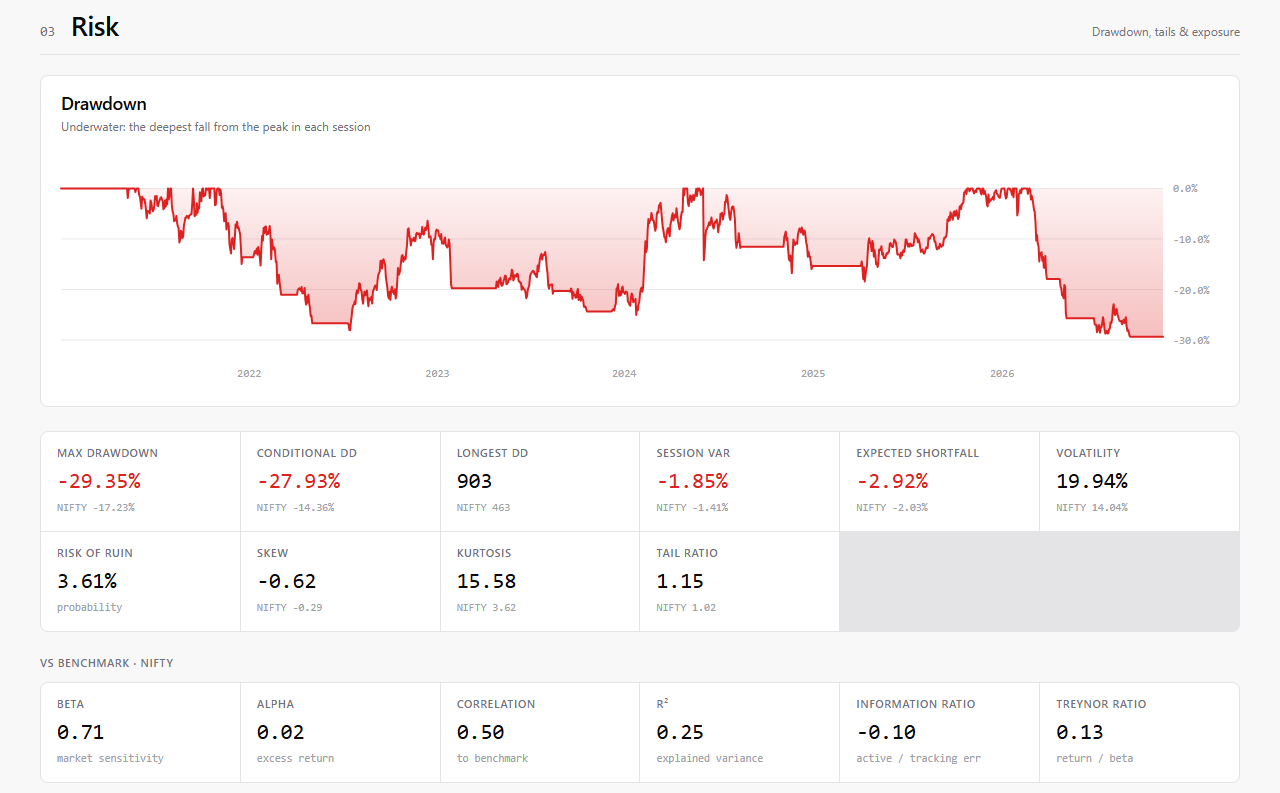 03 Risk Drawdown, tails & exposure
Drawdown
Underwater: the deepest fall from the peak in each session
0.0%
-10.0%
-20.0%
-30.0%
2022 2023 2024 2025 2026
MAX DRAWDOWN CONDITIONAL DD LONGEST DD SESSION VAR EXPECTED SHORTFALL VOLATILITY
-29.35% -27.93% 903 -1.85% -2.92% 19.94%
NIFTY -17.23% NIFTY -14.36% NIFTY 463 NIFTY -1.41% NIFTY -2.03% NIFTY 14.04%
RISK OF RUIN SKEW KURTOSIS TAIL RATIO
3.61% -0.62 15.58 1.15
probability NIFTY -0.29 NIFTY 3.62 NIFTY 1.02
VS BENCHMARK · NIFTY
BETA ALPHA CORRELATION R² INFORMATION RATIO TREYNOR RATIO
0.71 0.02 0.50 0.25 -0.10 0.13
market sensitivity excess return to benchmark explained variance active / tracking err return / beta